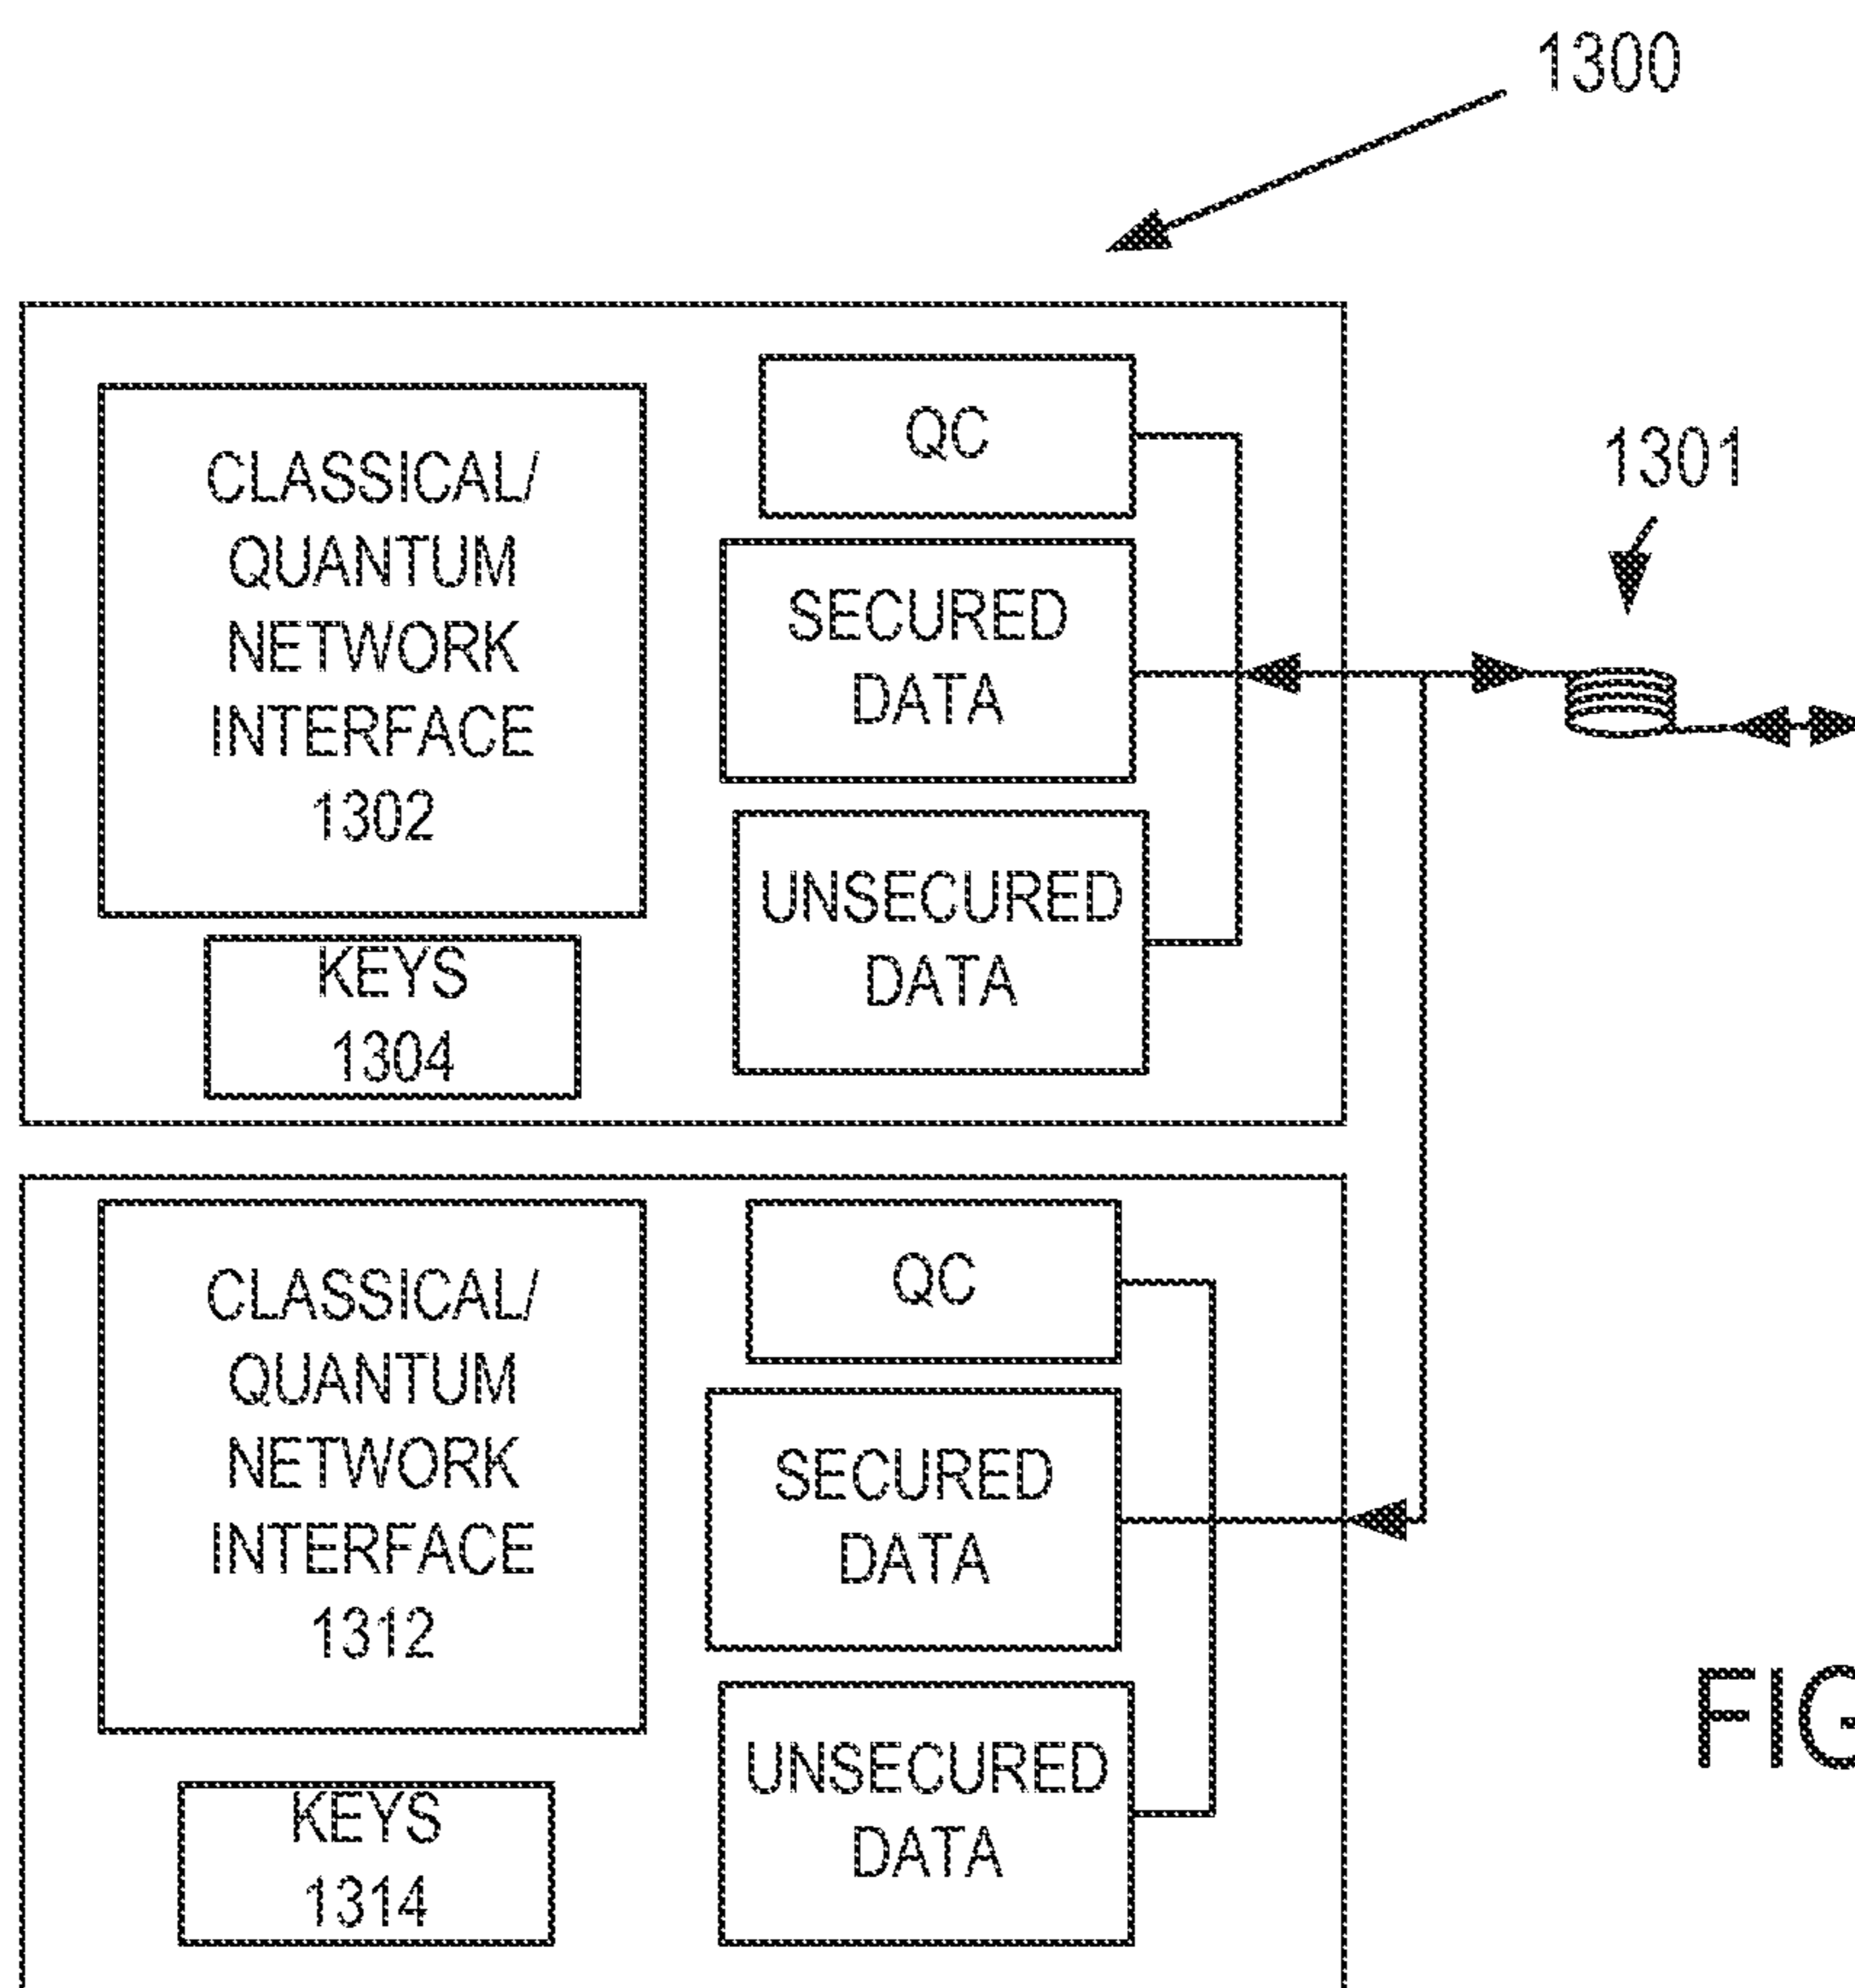 1300
1301
CLASSICAL/
QUANTUM
NETWORK
INTERFACE
1302
KEYS
1304
QC
SECURED
DATA
UNSECURED
DATA
CLASSICAL/
QUANTUM
NETWORK
INTERFACE
1312
KEYS
1314
QC
SECURED
DATA
UNSECURED
DATA
FIG